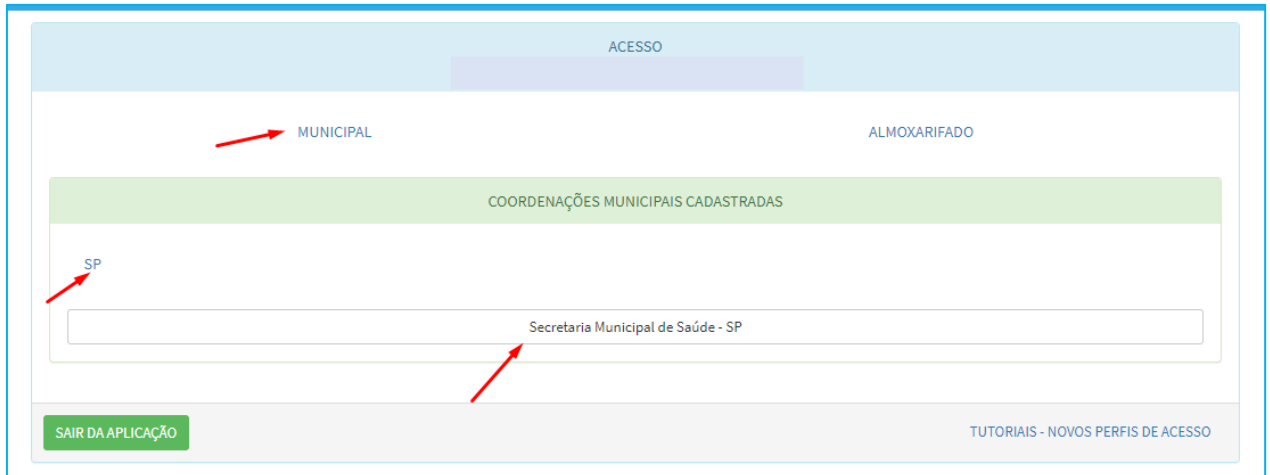 ACESSO
MUNICIPAL
ALMOXARIFADO
COORDENAÇÕES MUNICIPAIS CADASTRADAS
SP
Secretaria Municipal de Saúde - SP
SAIR DA APLICAÇÃO
TUTORIAIS - NOVOS PERFIS DE ACESSO